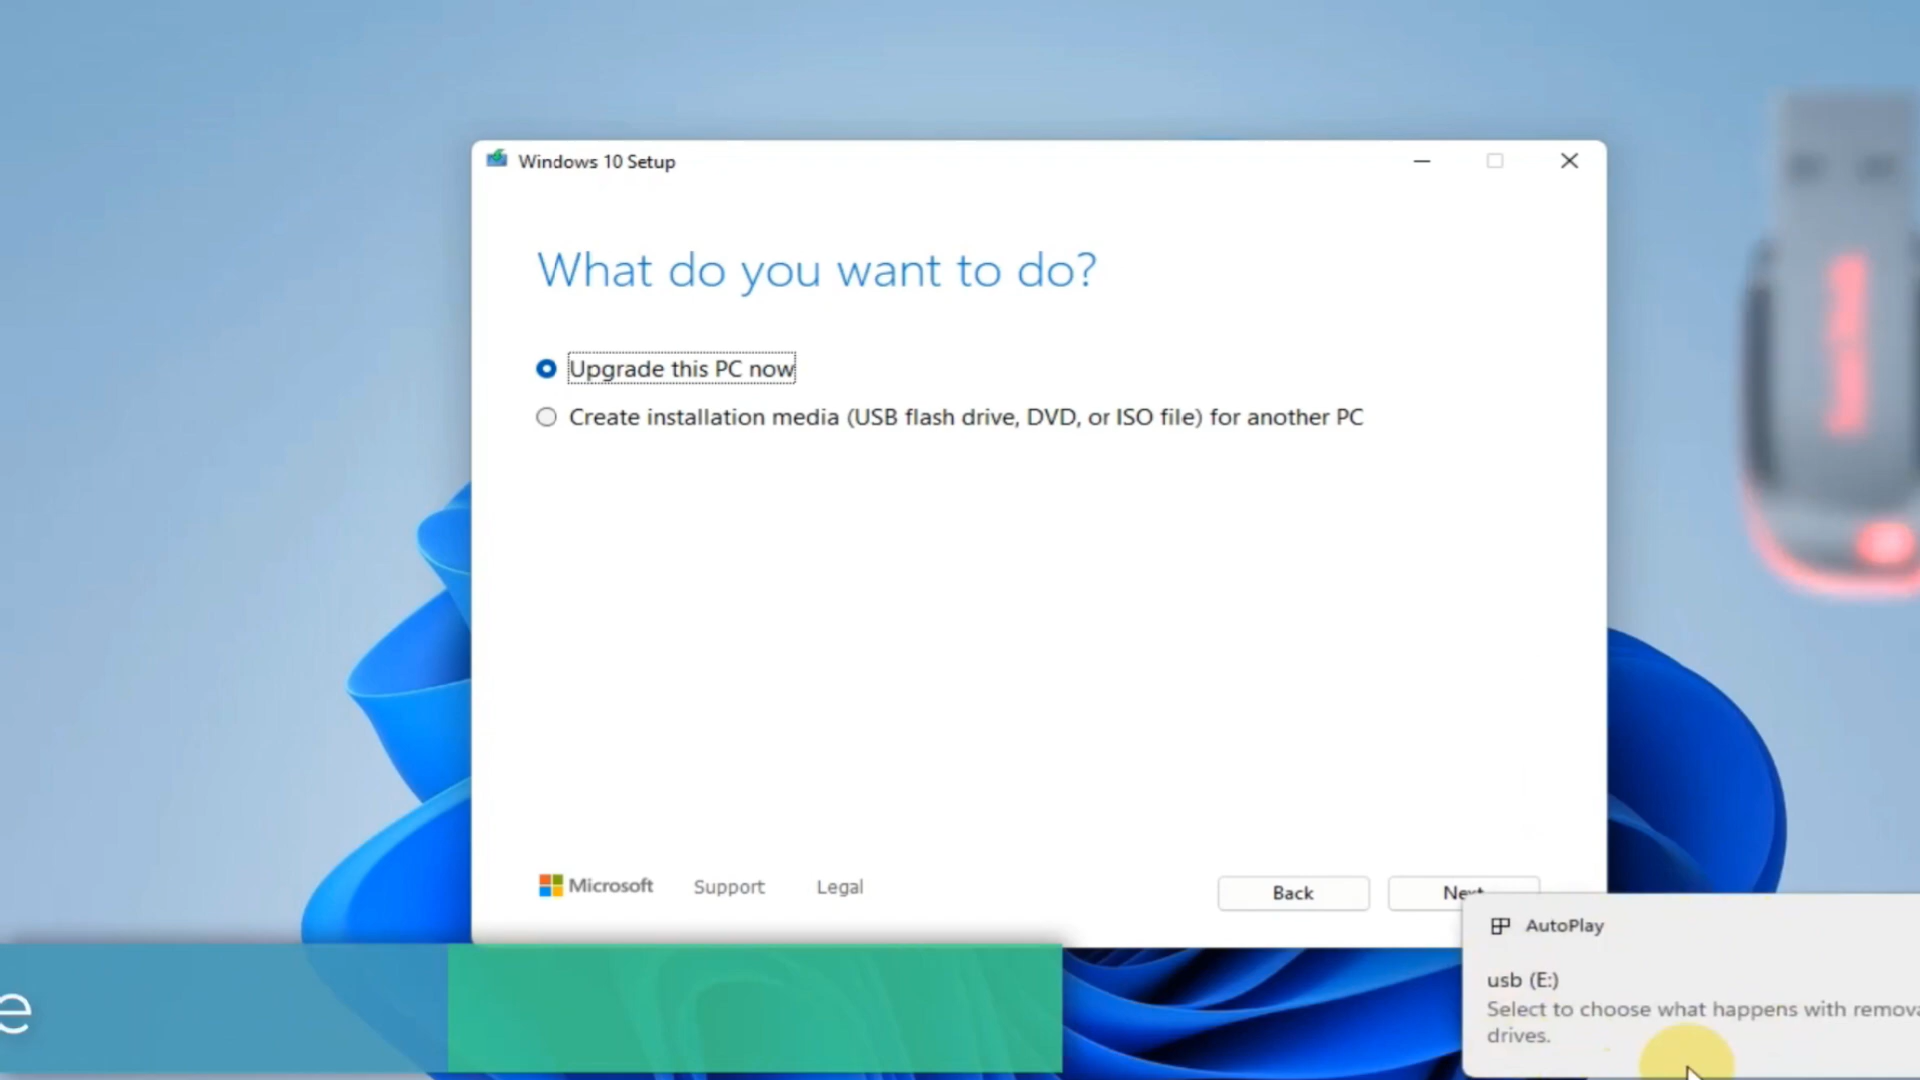 Windows 10 Setup
What do you want to do?
Upgrade this PC now
Create installation media (USB flash drive, DVD, or ISO file) for another PC
Microsoft Support Legal
Back Next
AutoPlay
usb (E:)
Select to choose what happens with
drives.
e